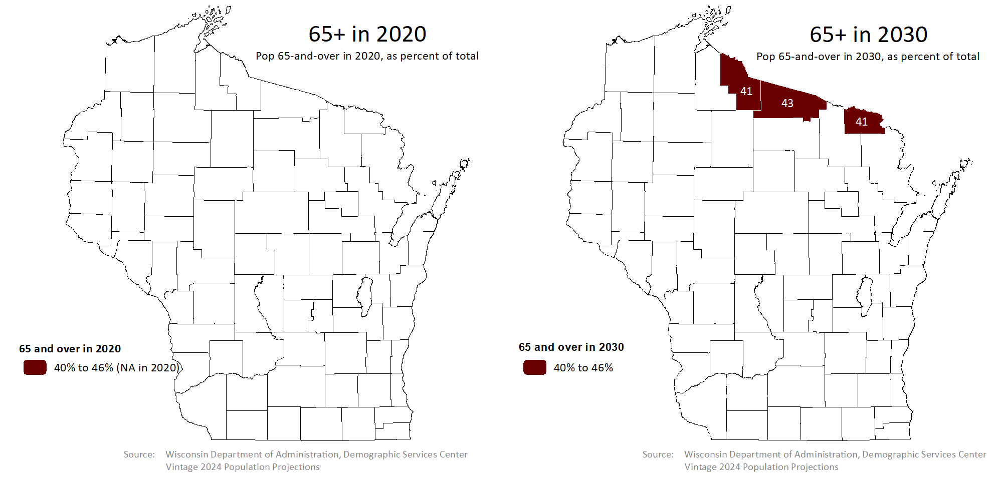 65+ in 2020
Pop 65-and-over in 2020, as percent of total
65 and over in 2020
40% to 46% (NA in 2020)
Source: Wisconsin Department of Administration, Demographic Services Center
Vintage 2024 Population Projections
65+ in 2030
Pop 65-and-over in 2030, as percent of total
41
43
41
65 and over in 2030
40% to 46%
Source: Wisconsin Department of Administration, Demographic Services Center
Vintage 2024 Population Projections